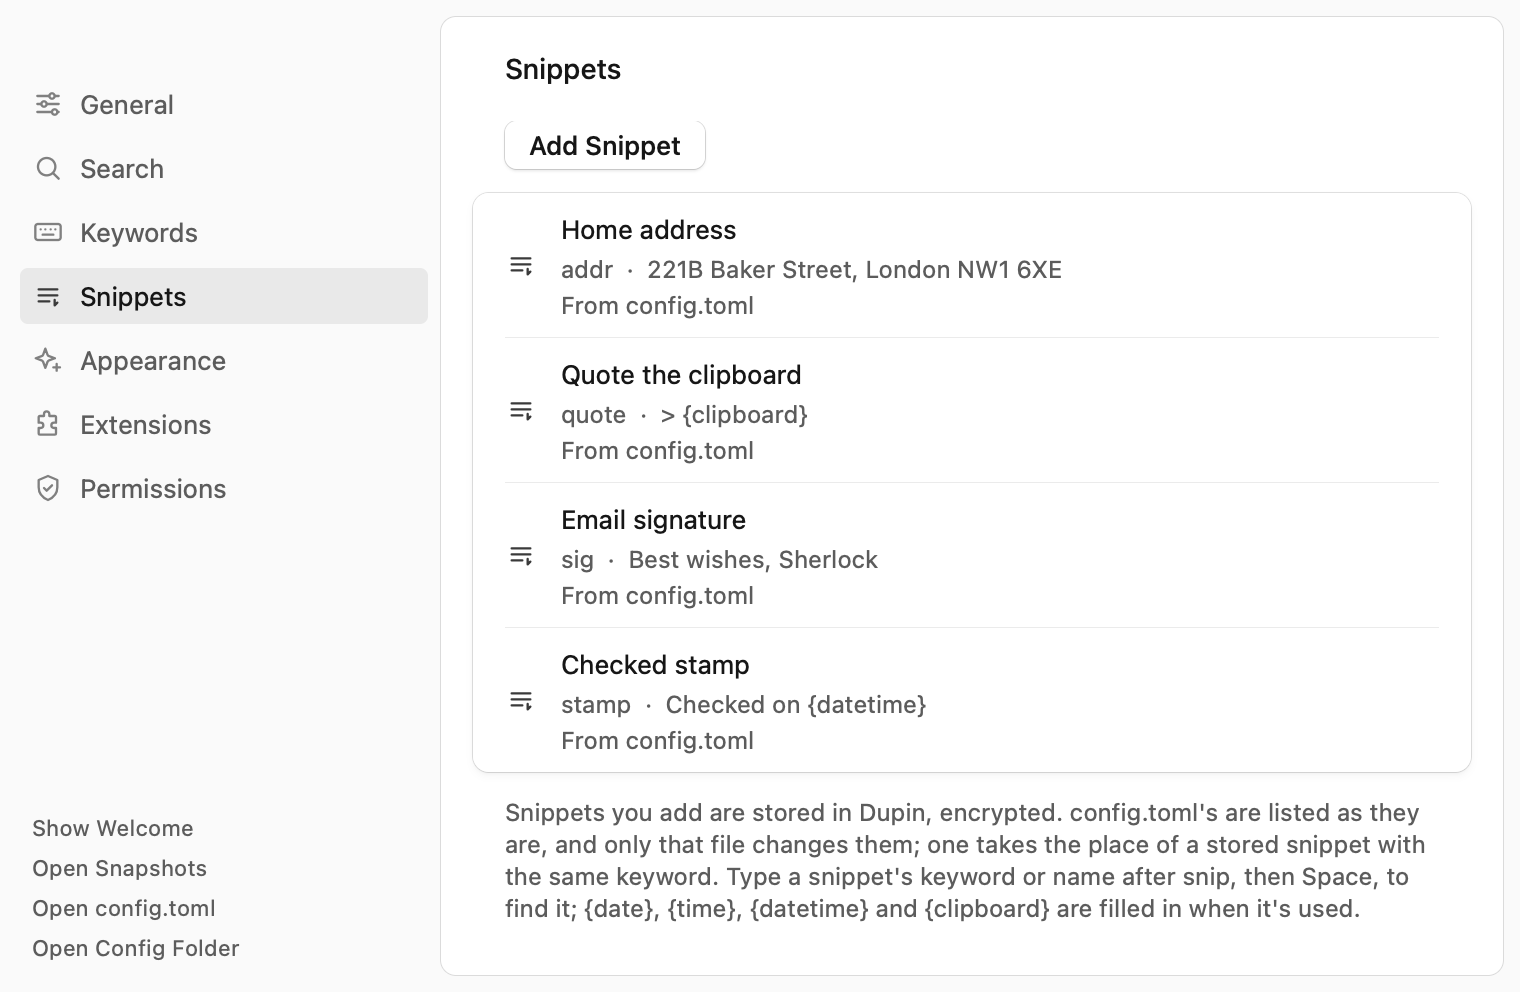 General
Search
Keywords
Snippets
Appearance
Extensions
Permissions
Show Welcome
Open Snapshots
Open config.toml
Open Config Folder
Snippets
Add Snippet
Home address
addr · 221B Baker Street, London NW1 6XE
From config.toml
Quote the clipboard
quote · > {clipboard}
From config.toml
Email signature
sig · Best wishes, Sherlock
From config.toml
Checked stamp
stamp · Checked on {datetime}
From config.toml
Snippets you add are stored in Dupin, encrypted. config.toml's are listed as they
are, and only that file changes them; one takes the place of a stored snippet with
the same keyword. Type a snippet's keyword or name after snip, then Space, to
find it; {date}, {time}, {datetime} and {clipboard} are filled in when it's used.